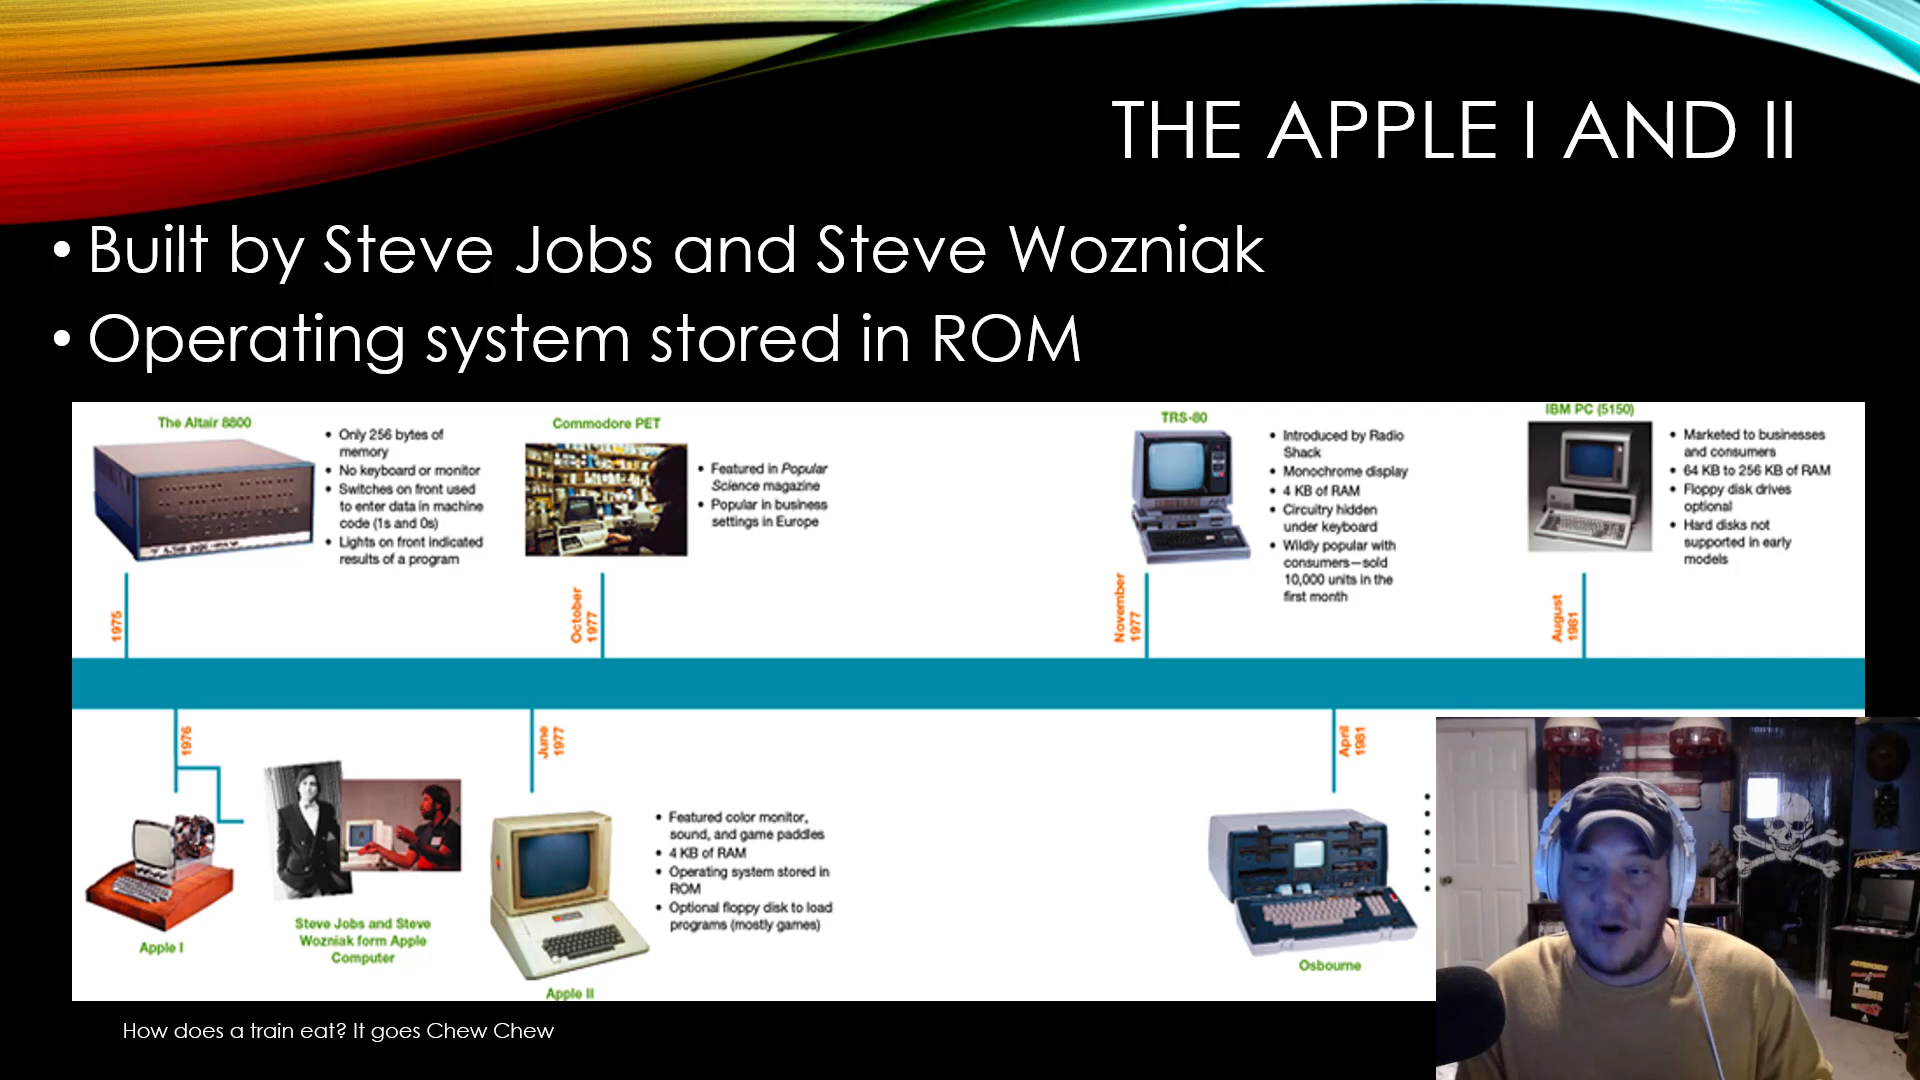 THE APPLE I AND II
• Built by Steve Jobs and Steve Wozniak
• Operating system stored in ROM
The Altair 8800
• Only 256 bytes of
memory
• No keyboard or monitor
• Switches on front used
to enter data in machine
code (1s and 0s)
• Lights on front indicated
results of a program
1975
Commodore PET
• Featured in Popular
Science magazine
• Popular in business
settings in Europe
October
1977
TRS-80
• Introduced by Radio
Shack
• Monochrome display
• 4 KB of RAM
• Circuitry hidden
under keyboard
• Wildly popular with
consumers—sold
10,000 units in the
first month
November
1977
IBM PC (5150)
• Marketed to businesses
and consumers
• 64 KB to 256 KB of RAM
• Floppy disk drives
optional
• Hard disks not
supported in early
models
August
1981
1976
Apple I
Steve Jobs and Steve
Wozniak form Apple
Computer
June
1977
Apple II
• Featured color monitor,
sound, and game paddles
• 4 KB of RAM
• Operating system stored in
ROM
• Optional floppy disk to load
programs (mostly games)
April
1981
Osbourne
How does a train eat? It goes Chew Chew